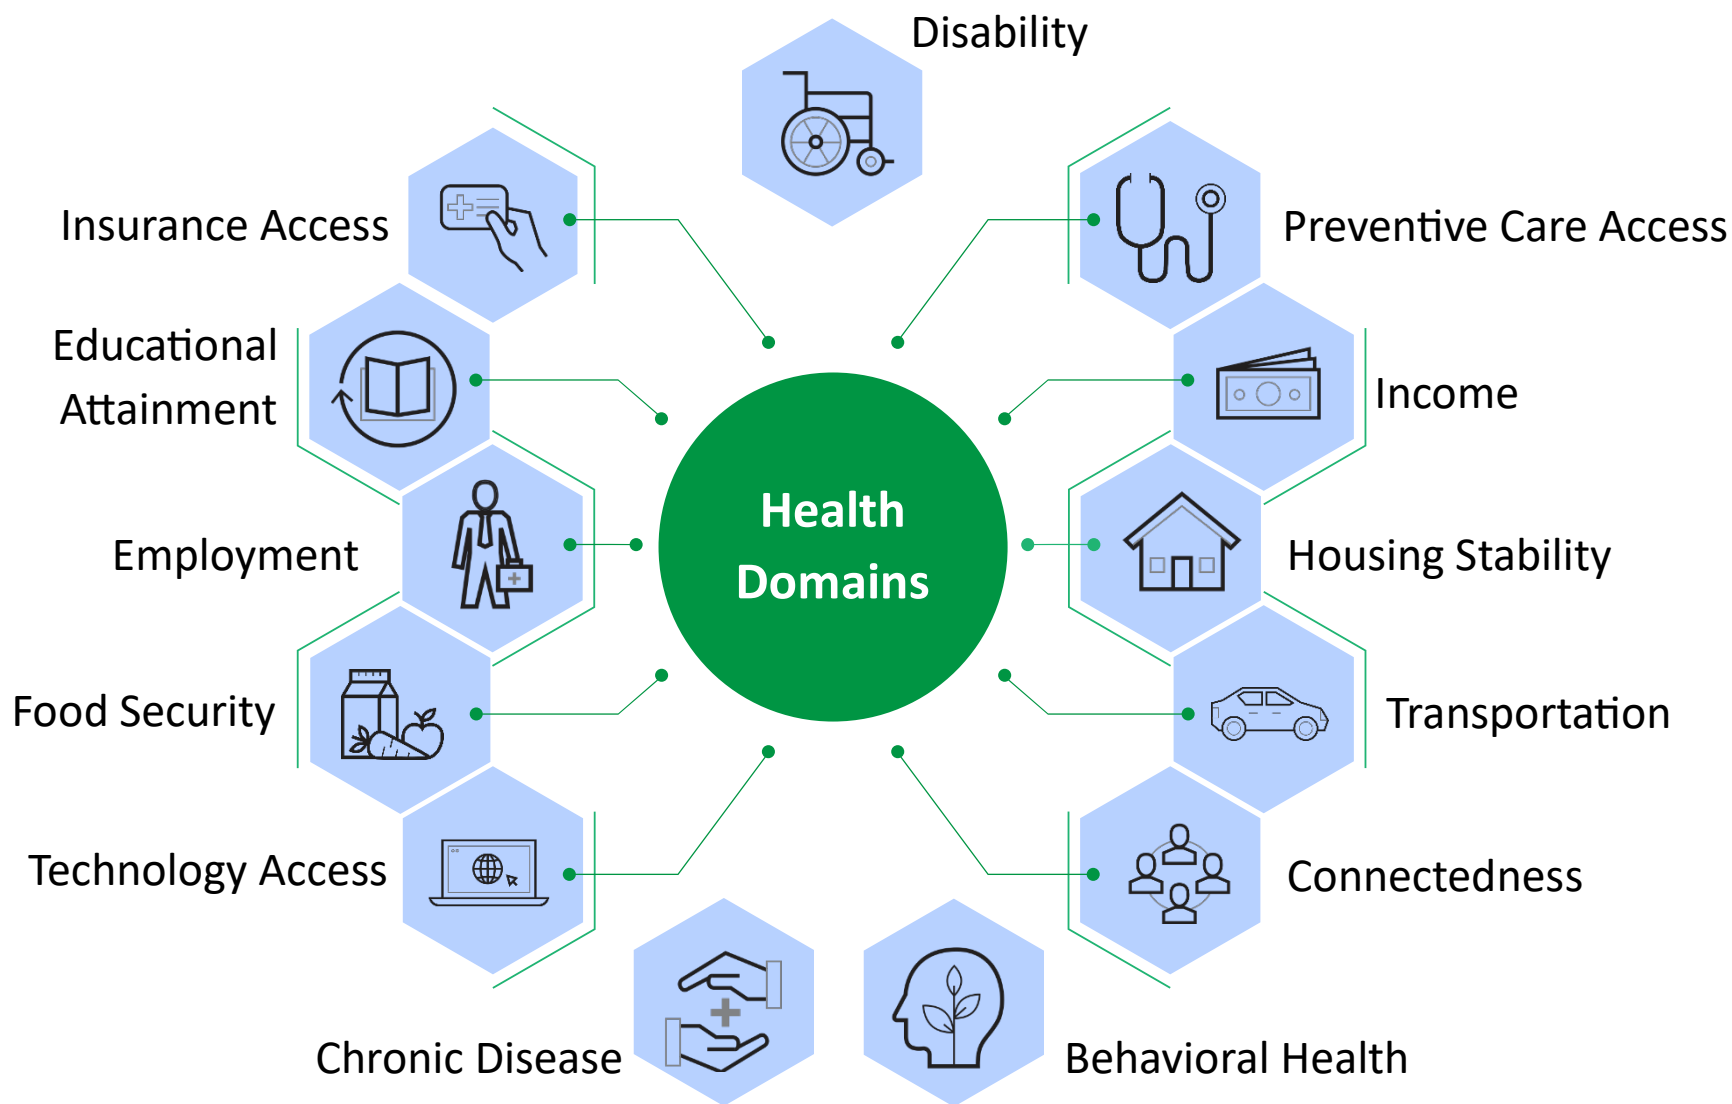 Disability
Insurance Access
Preventive Care Access
Educational
Attainment
Income
Health
Domains
Employment
Housing Stability
Food Security
Transportation
Technology Access
Connectedness
Chronic Disease
Behavioral Health